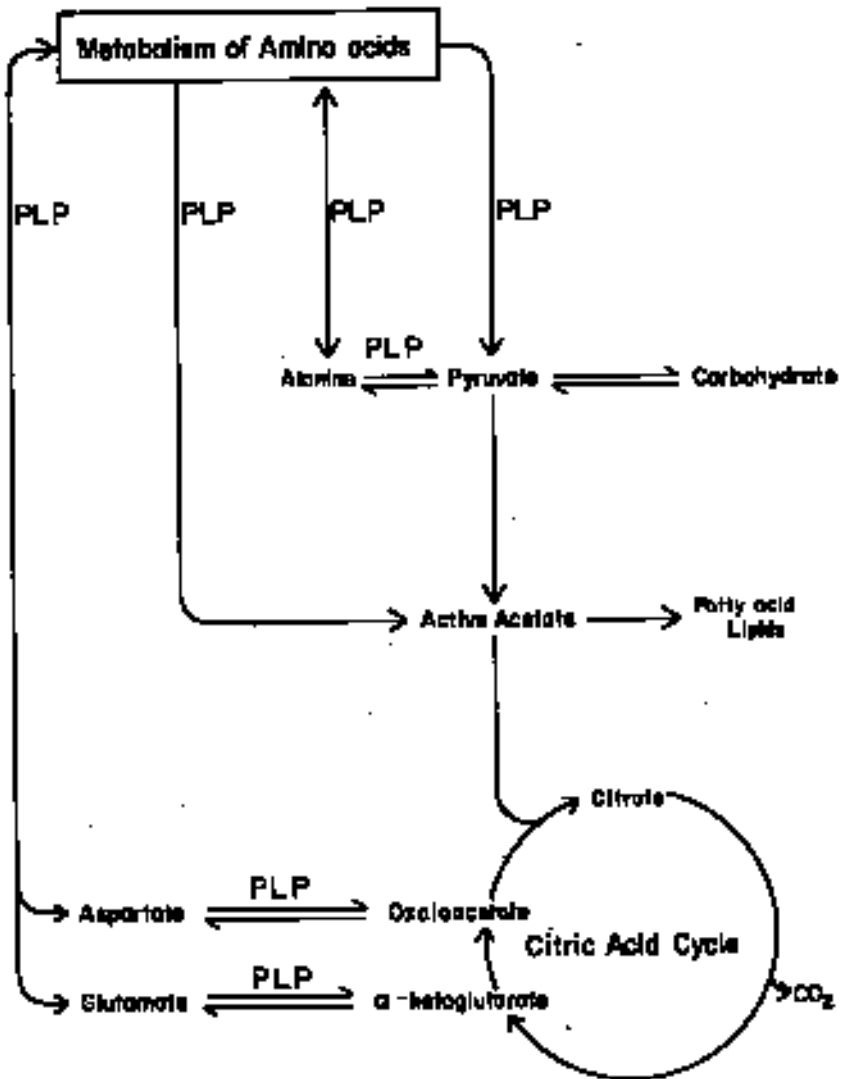 Metabolism of Amino acids
PLP PLP PLP PLP
PLP
Alanine Pyruvate Carbohydrate
Active Acetate
Fatty acid
Lipids
Citrate
PLP
Aspartate Oxaloacetate
Citric Acid Cycle
PLP
Glutamate α-ketoglutarate
CO₂